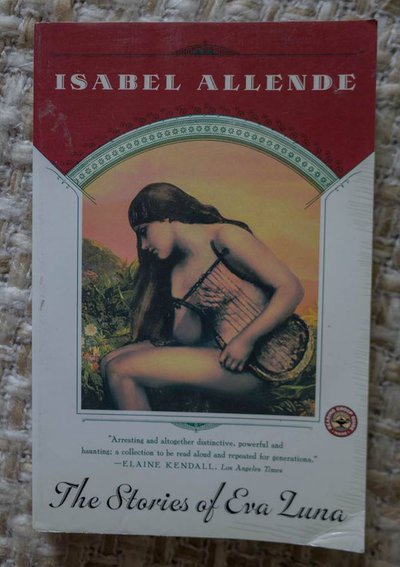 ISABEL ALLENDE
"Arresting and altogether distinctive, powerful and
haunting; a collection to be read aloud and repeated for generations."
—ELAINE KENDALL, Los Angeles Times
The Stories of Eva Luna